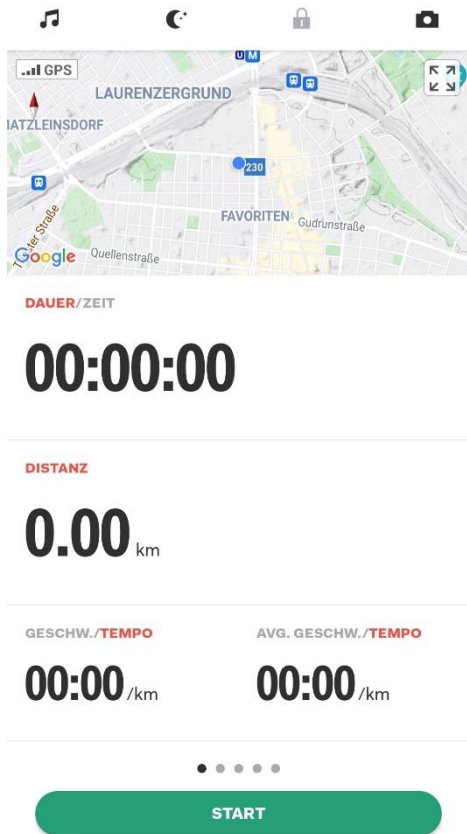 U M
GPS
LAURENZERGRUND
MATZLEINSDORF
230
FAVORITEN
Gudrunstraße
Quellenstraße
Google
DAUER/ZEIT
00:00:00
DISTANZ
0.00 km
GESCHW./TEMPO
AVG. GESCHW./TEMPO
00:00 /km
00:00 /km
START